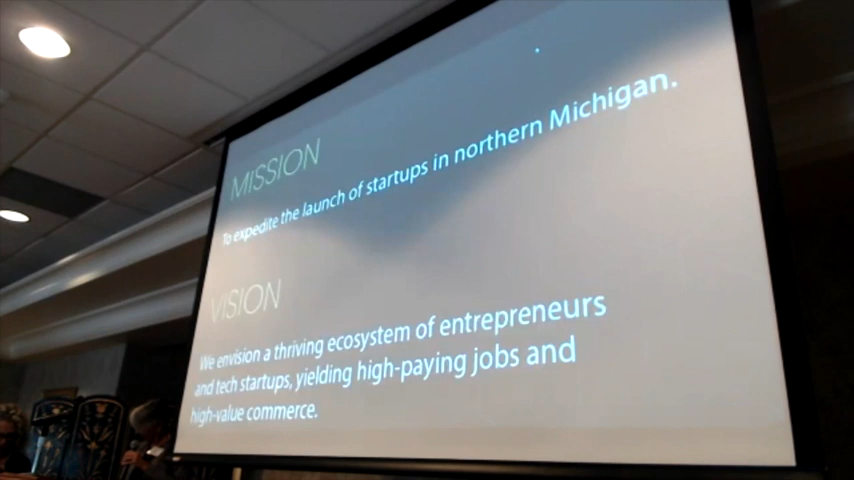 MISSION
To expedite the launch of startups in northern Michigan.
VISION
We envision a thriving ecosystem of entrepreneurs
and tech startups, yielding high-paying jobs and
high-value commerce.